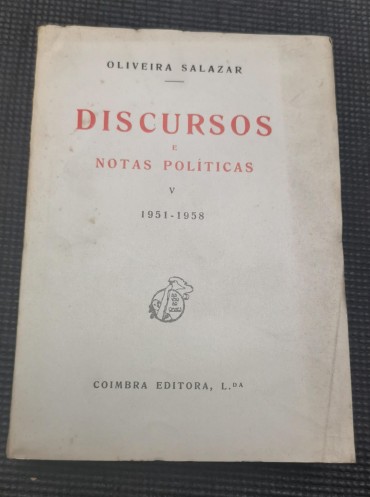 OLIVEIRA SALAZAR
DISCURSOS
E
NOTAS POLÍTICAS
V
1951-1958
COIMBRA EDITORA, L.DA